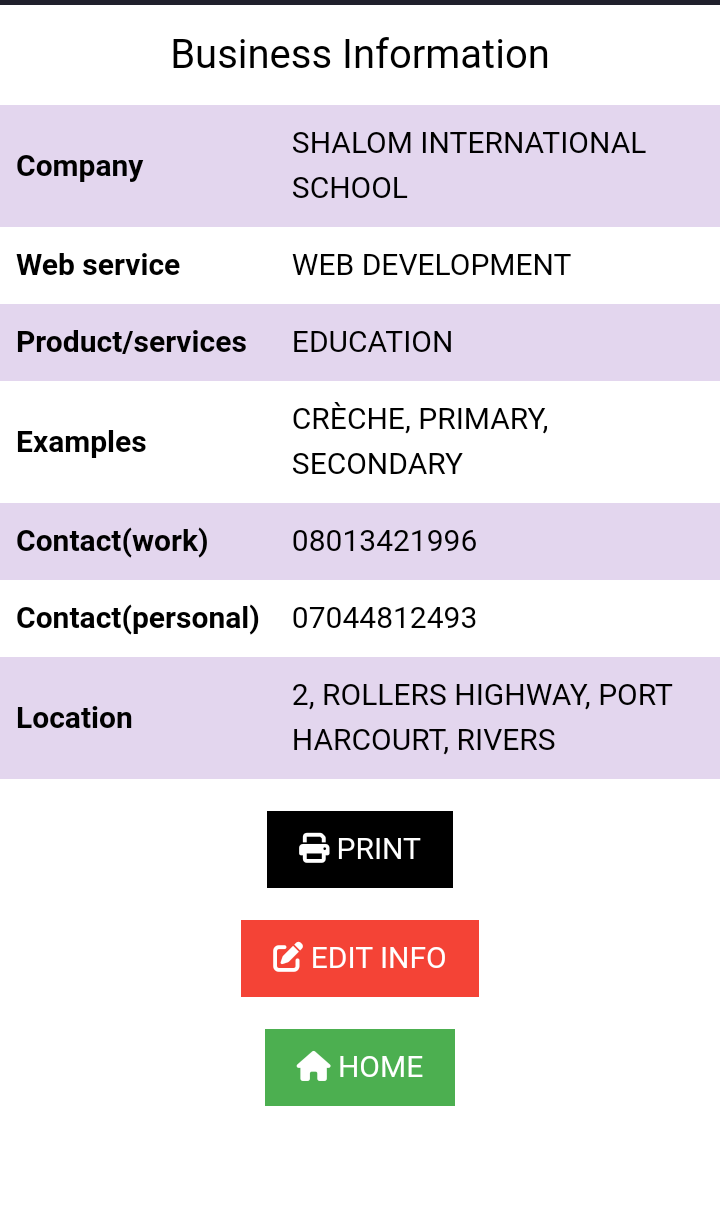 Business Information
Company
SHALOM INTERNATIONAL
SCHOOL
Web service
WEB DEVELOPMENT
Product/services
EDUCATION
Examples
CRÈCHE, PRIMARY,
SECONDARY
Contact(work)
08013421996
Contact(personal)
07044812493
Location
2, ROLLERS HIGHWAY, PORT
HARCOURT, RIVERS
PRINT
EDIT INFO
HOME